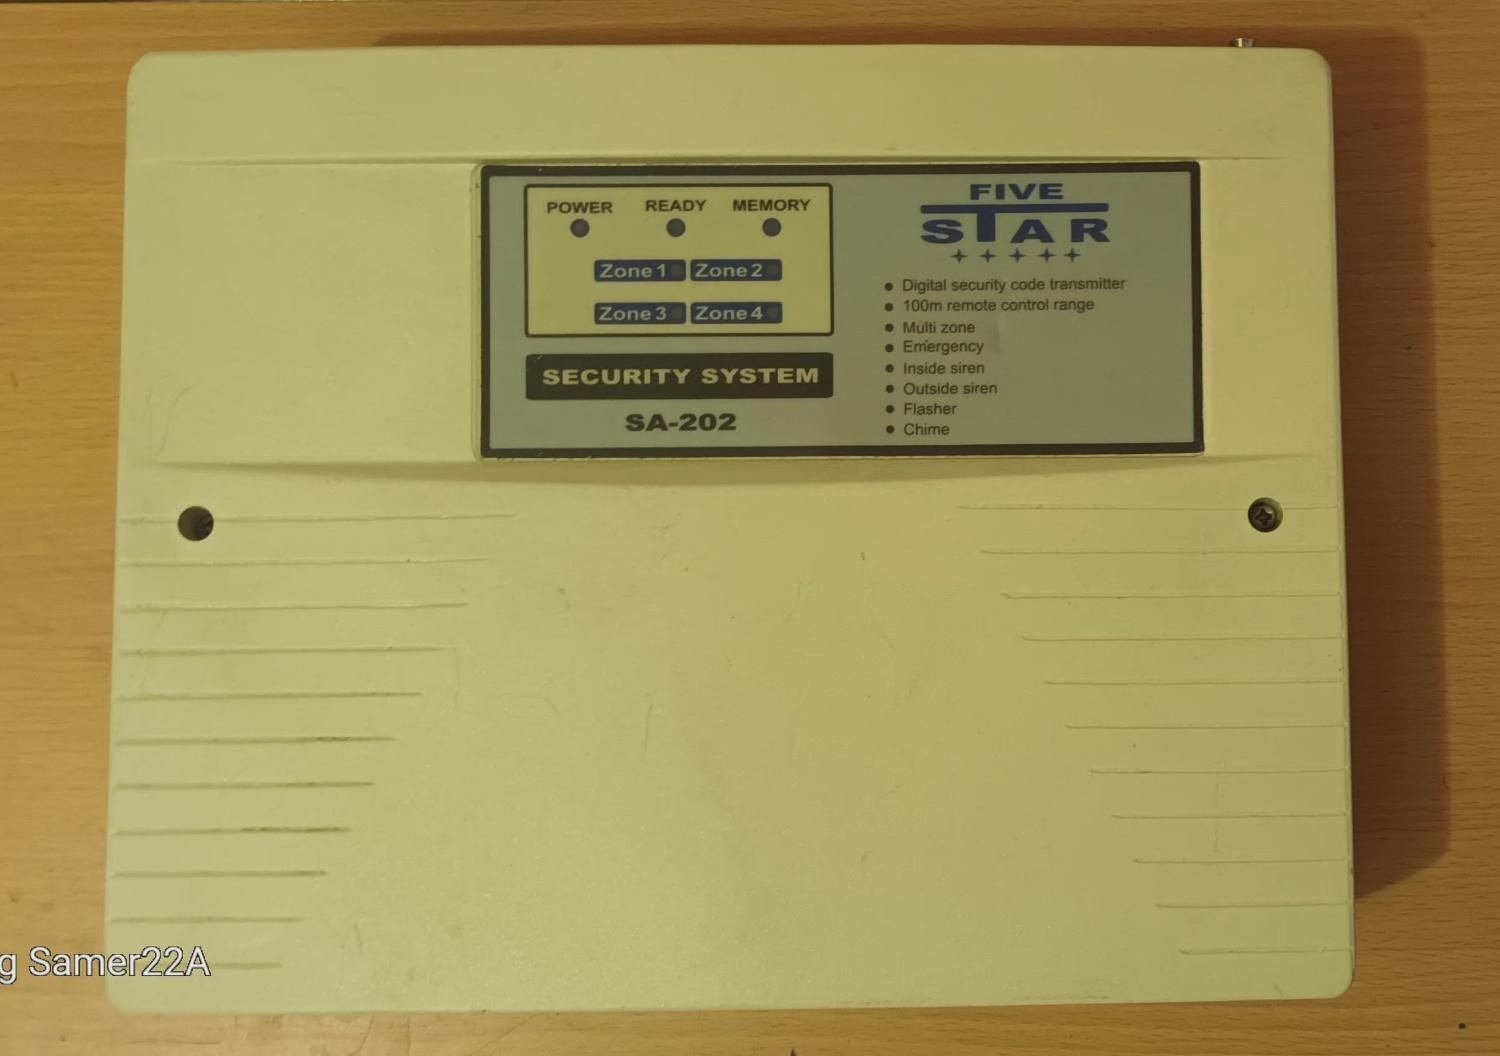 POWER READY MEMORY
Zone 1 Zone 2
Zone 3 Zone 4
SECURITY SYSTEM
SA-202
FIVE
STAR
• Digital security code transmitter
• 100m remote control range
• Multi zone
• Emergency
• Inside siren
• Outside siren
• Flasher
• Chime
g Samer22A